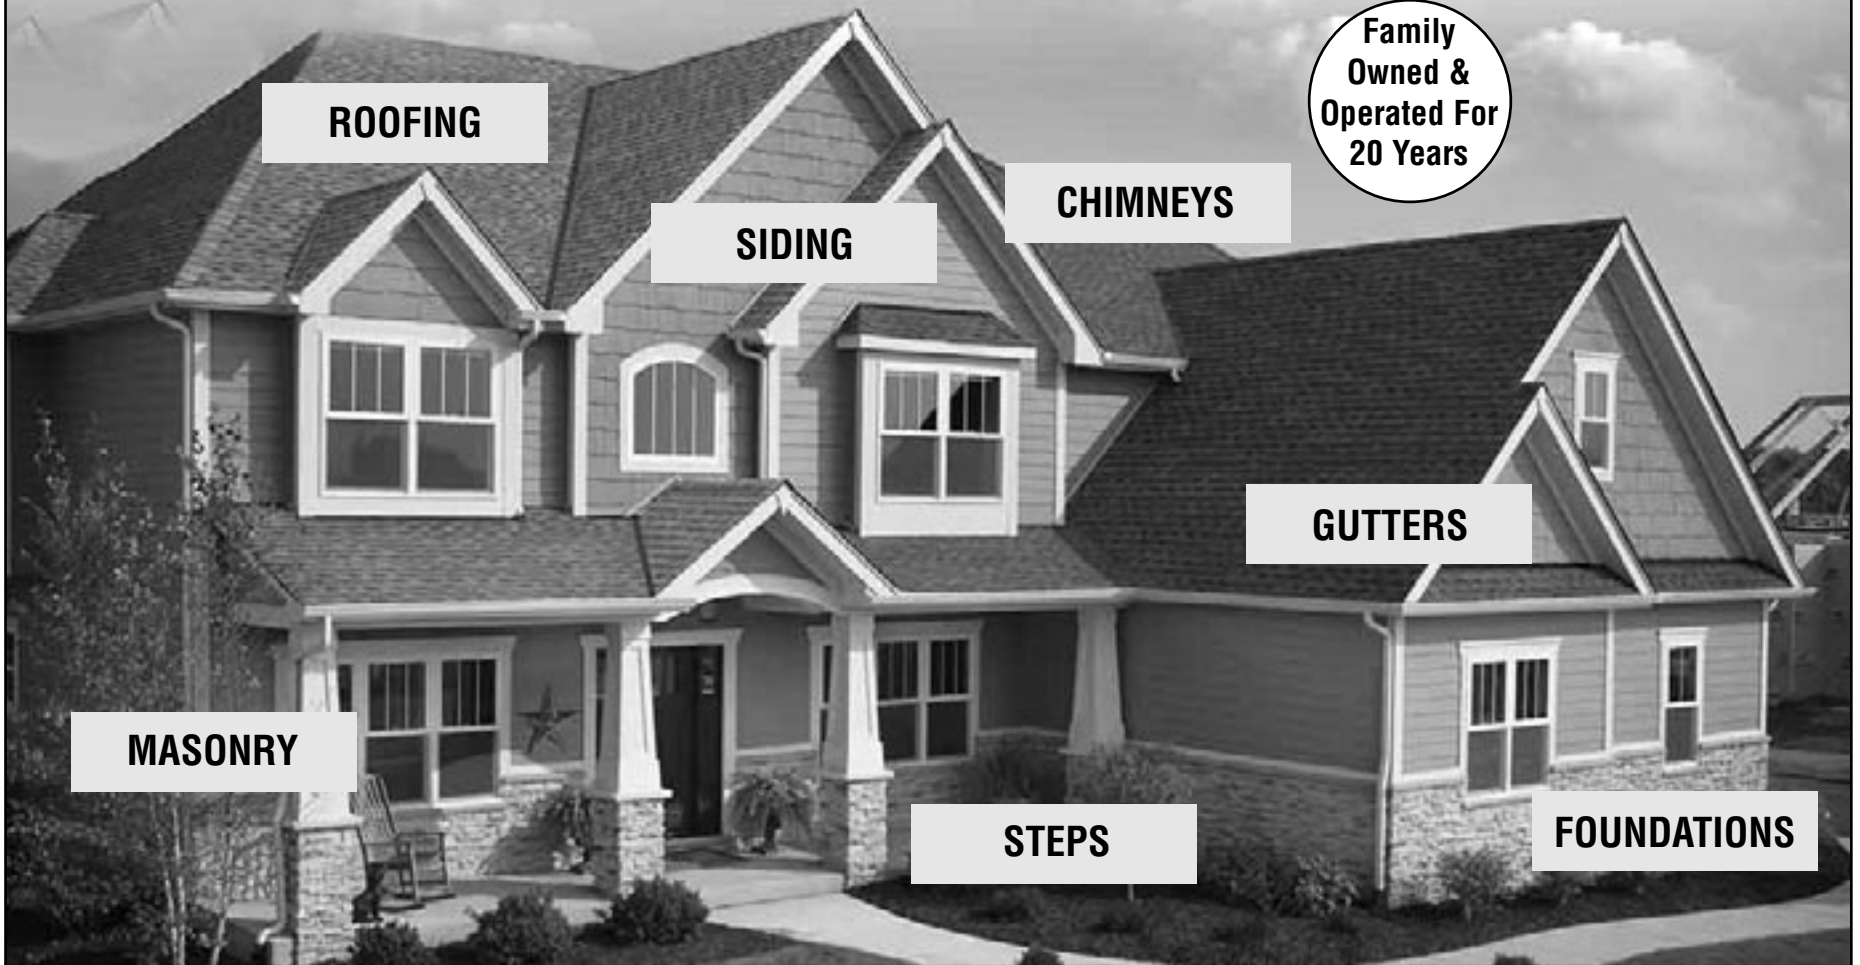 Family
Owned &
Operated For
20 Years
ROOFING
CHIMNEYS
SIDING
GUTTERS
MASONRY
STEPS
FOUNDATIONS